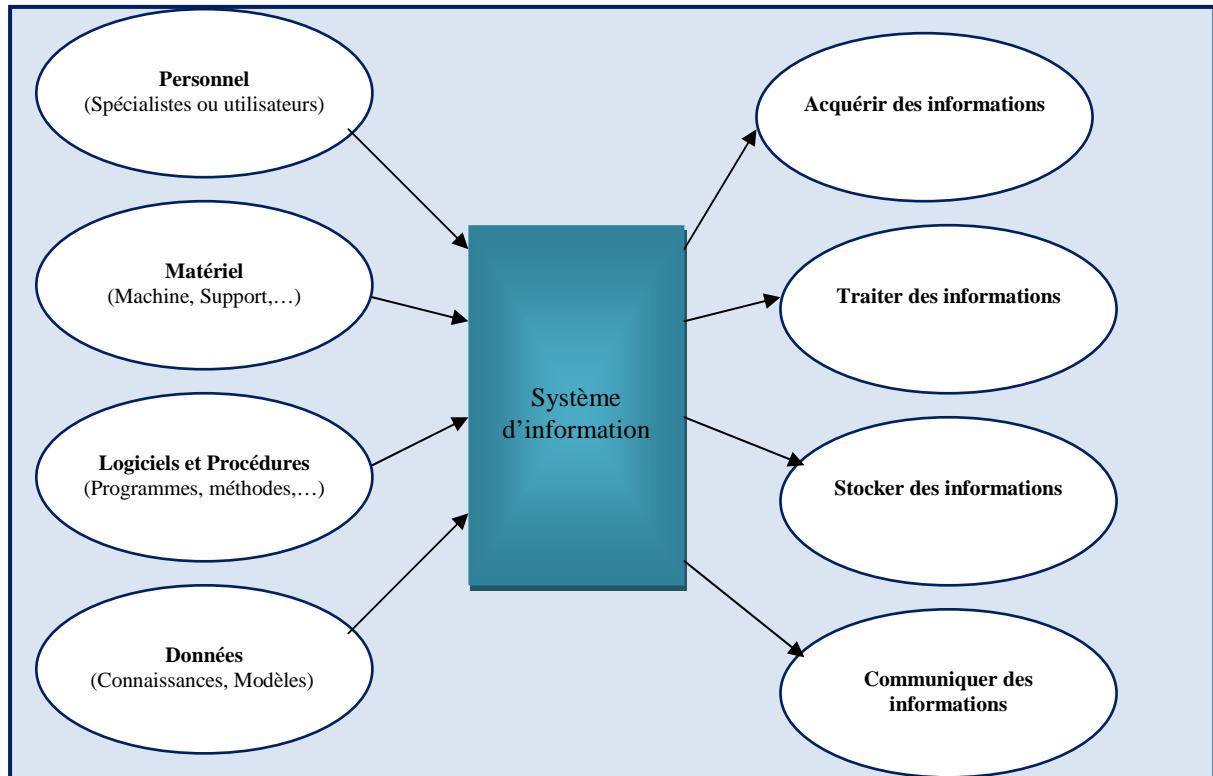 Personnel
(Spécialistes ou utilisateurs)
Matériel
(Machine, Support,…)
Logiciels et Procédures
(Programmes, méthodes,…)
Données
(Connaissances, Modèles)
Système
d’information
Acquérir des informations
Traiter des informations
Stocker des informations
Communiquer des
informations